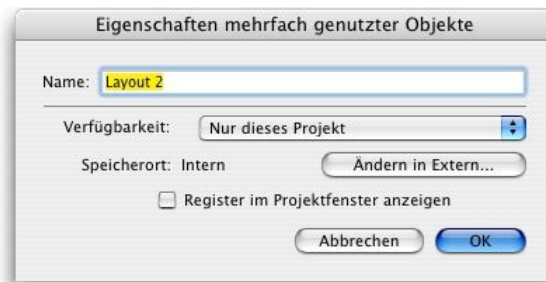 Eigenschaften mehrfach genutzter Objekte
Name: Layout 2
Verfügbarkeit: Nur dieses Projekt
Speicherort: Intern Ändern in Extern...
Register im Projektfenster anzeigen
Abbrechen OK